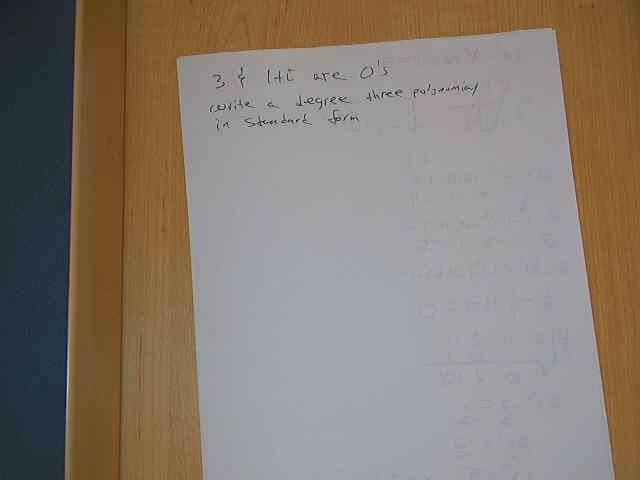 3 & 1+i are 0's
write a degree three polynomial
in standard form